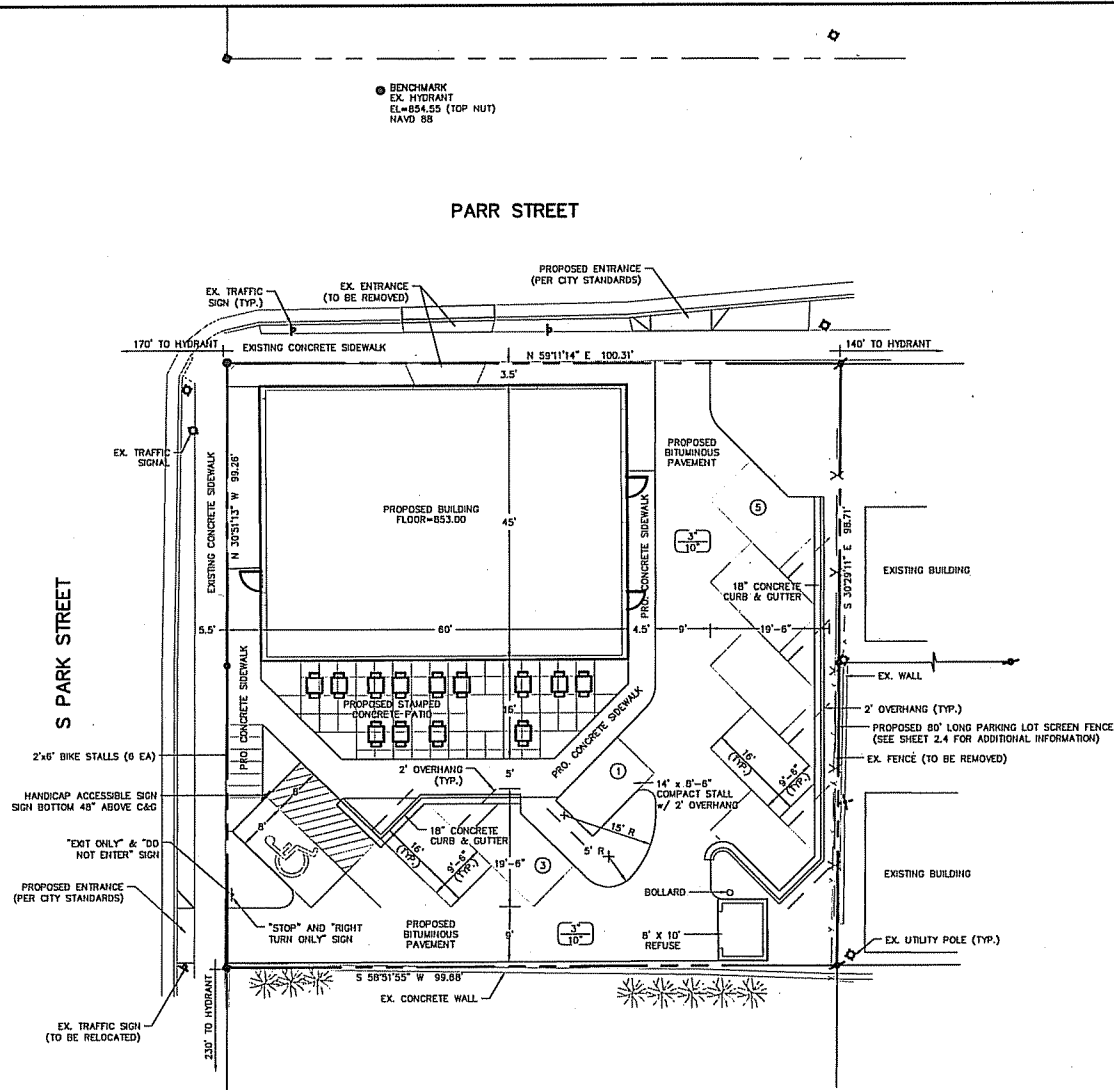 BENCHMARK
EX. HYDRANT
EL=854.55 (TOP NUT)
NAVD 88
PARR STREET
PROPOSED ENTRANCE
(PER CITY STANDARDS)
EX. TRAFFIC
SIGN (TYP.)
EX. ENTRANCE
(TO BE REMOVED)
170' TO HYDRANT
EXISTING CONCRETE SIDEWALK
N 59°11'14" E 100.31'
140' TO HYDRANT
3.5'
EX. TRAFFIC
SIGNAL
EXISTING CONCRETE SIDEWALK
N 30°51'13" W 99.26'
PROPOSED
BITUMINOUS
PAVEMENT
PROPOSED BUILDING
FLOOR=853.00
45'
5
3"
10"
PRO. CONCRETE SIDEWALK
S 30°29'11" E 98.71'
EXISTING BUILDING
18" CONCRETE
CURB & GUTTER
S PARK STREET
5.5'
60'
4.5'
9'
19'-6"
EX. WALL
PRO. CONCRETE SIDEWALK
PROPOSED STAMPED
CONCRETE PATIO
16'
PRO. CONCRETE SIDEWALK
2' OVERHANG (TYP.)
PROPOSED 80' LONG PARKING LOT SCREEN FENCE
(SEE SHEET 2.4 FOR ADDITIONAL INFORMATION)
EX. FENCE (TO BE REMOVED)
2'x6' BIKE STALLS (6 EA)
2' OVERHANG
(TYP.)
5'
1
14' x 8'-6"
COMPACT STALL
w/ 2' OVERHANG
16'
(TYP.)
9'-6"
(TYP.)
HANDICAP ACCESSIBLE SIGN
SIGN BOTTOM 48" ABOVE C&G
8'
8'
18" CONCRETE
CURB & GUTTER
15' R
5' R
"EXIT ONLY" & "DO
NOT ENTER" SIGN
16'
(TYP.)
9'-6"
(TYP.)
19'-6"
3
EXISTING BUILDING
PROPOSED ENTRANCE
(PER CITY STANDARDS)
BOLLARD
"STOP" AND "RIGHT
TURN ONLY" SIGN
PROPOSED
BITUMINOUS
PAVEMENT
9'
3"
10"
8' X 10'
REFUSE
EX. UTILITY POLE (TYP.)
S 58°51'55" W 99.88'
EX. CONCRETE WALL
EX. TRAFFIC SIGN
(TO BE RELOCATED)
230' TO HYDRANT